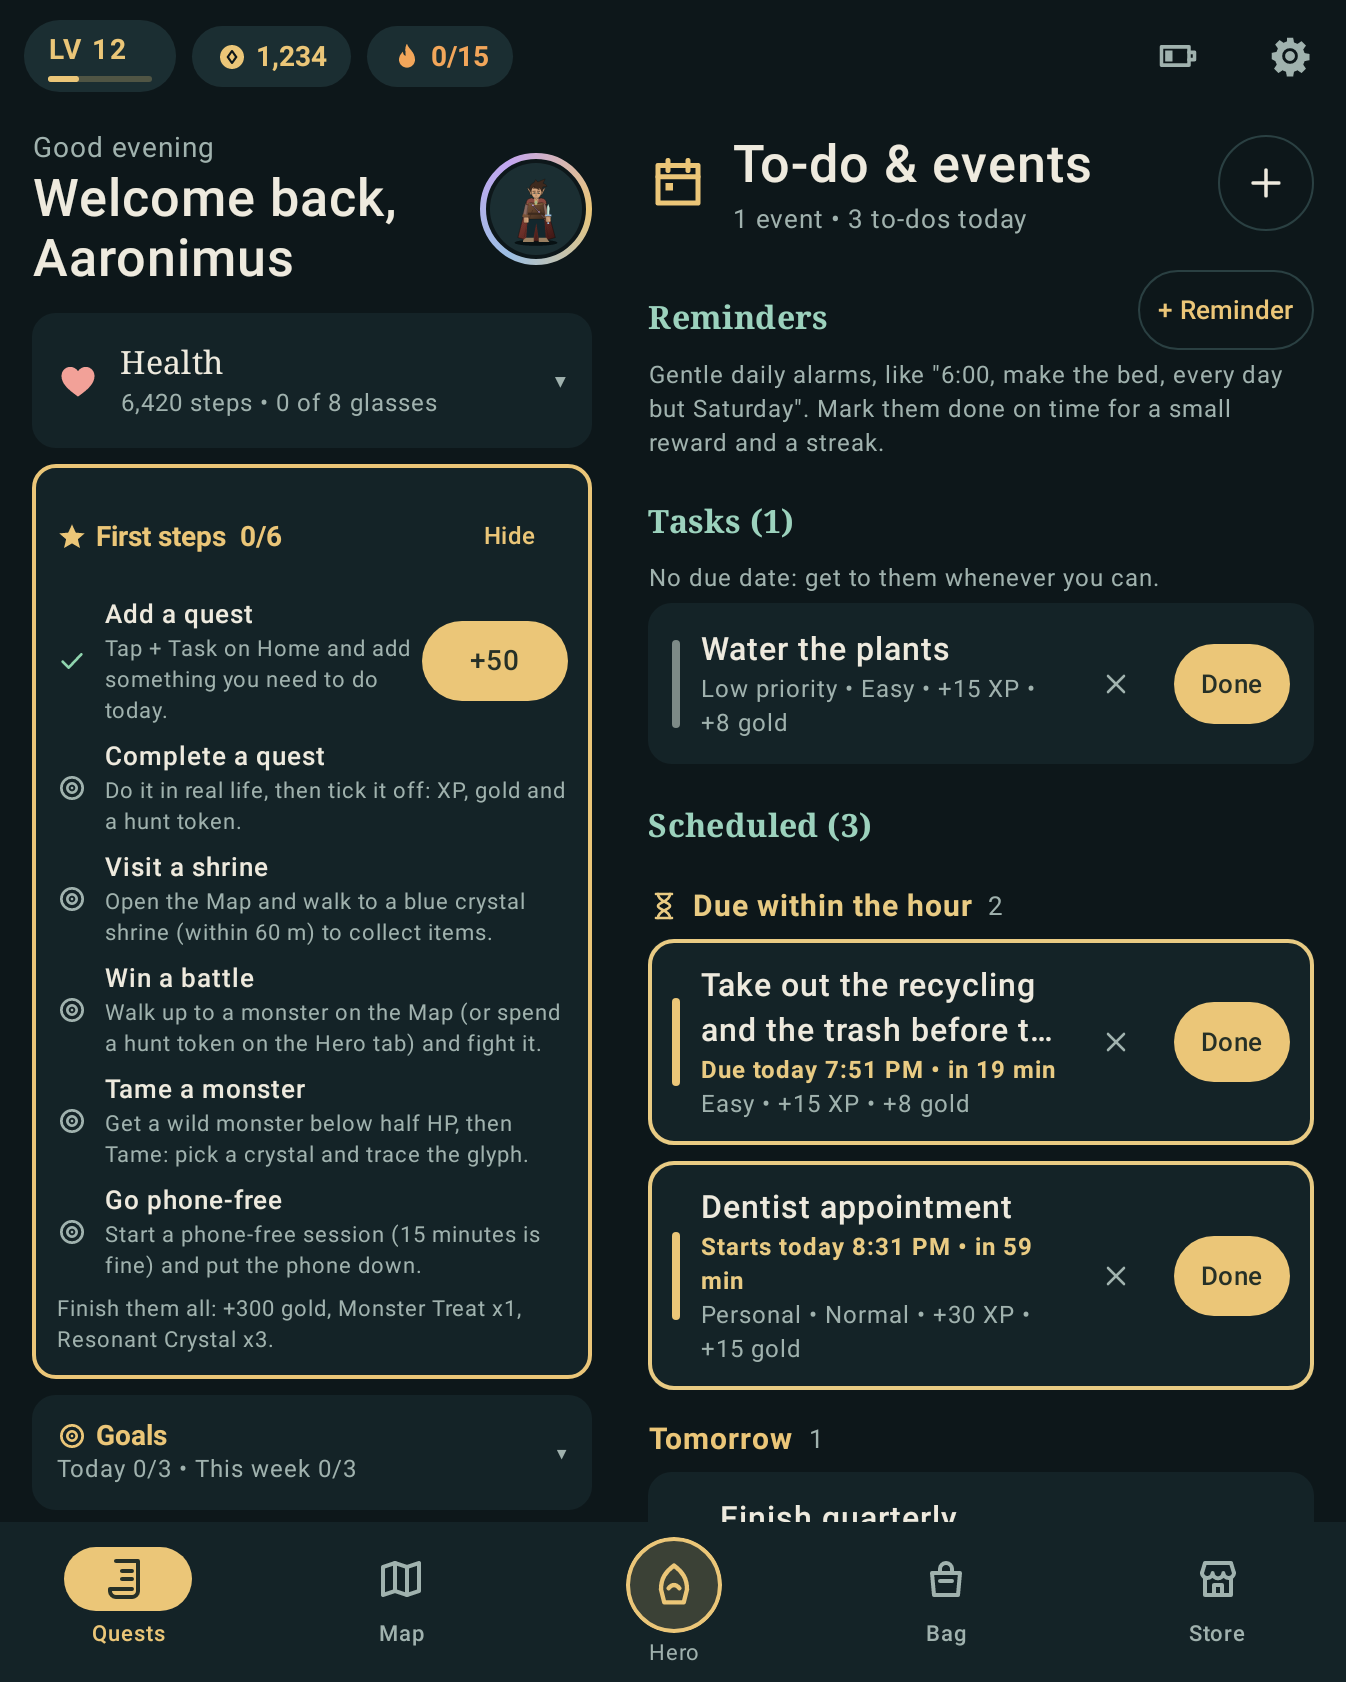 LV 12
1,234
0/15
Good evening
Welcome back,
Aaronimus
Health
6,420 steps • 0 of 8 glasses
First steps 0/6
Hide
Add a quest
Tap + Task on Home and add
something you need to do
today.
+50
Complete a quest
Do it in real life, then tick it off: XP, gold and
a hunt token.
Visit a shrine
Open the Map and walk to a blue crystal
shrine (within 60 m) to collect items.
Win a battle
Walk up to a monster on the Map (or spend
a hunt token on the Hero tab) and fight it.
Tame a monster
Get a wild monster below half HP, then
Tame: pick a crystal and trace the glyph.
Go phone-free
Start a phone-free session (15 minutes is
fine) and put the phone down.
Finish them all: +300 gold, Monster Treat x1,
Resonant Crystal x3.
Goals
Today 0/3 • This week 0/3
To-do & events
1 event • 3 to-dos today
Reminders
+ Reminder
Gentle daily alarms, like "6:00, make the bed, every day
but Saturday". Mark them done on time for a small
reward and a streak.
Tasks (1)
No due date: get to them whenever you can.
Water the plants
Low priority • Easy • +15 XP •
+8 gold
Done
Scheduled (3)
Due within the hour 2
Take out the recycling
and the trash before t…
Due today 7:51 PM • in 19 min
Easy • +15 XP • +8 gold
Done
Dentist appointment
Starts today 8:31 PM • in 59
min
Personal • Normal • +30 XP •
+15 gold
Done
Tomorrow 1
Finish quarterly
Quests
Map
Hero
Bag
Store